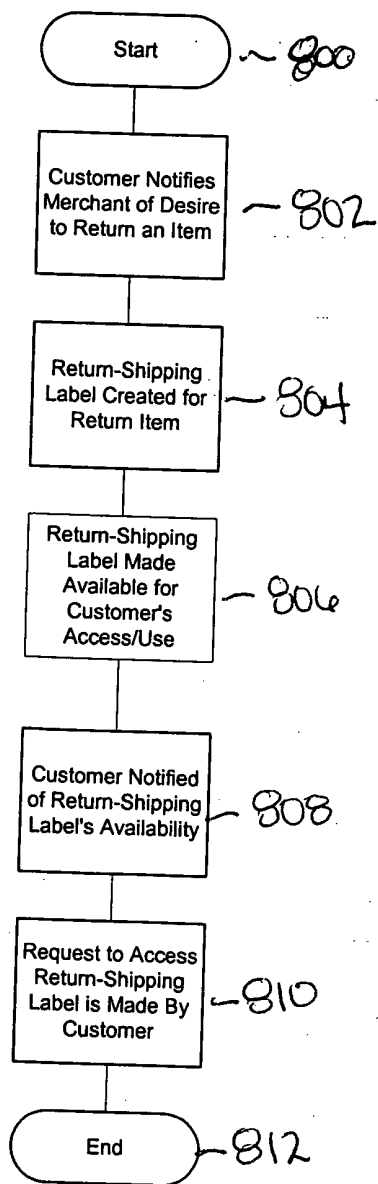 Start
800
Customer Notifies
Merchant of Desire
to Return an Item
802
Return-Shipping
Label Created for
Return Item
804
Return-Shipping
Label Made
Available for
Customer's
Access/Use
806
Customer Notified
of Return-Shipping
Label's Availability
808
Request to Access
Return-Shipping
Label is Made By
Customer
810
End
812